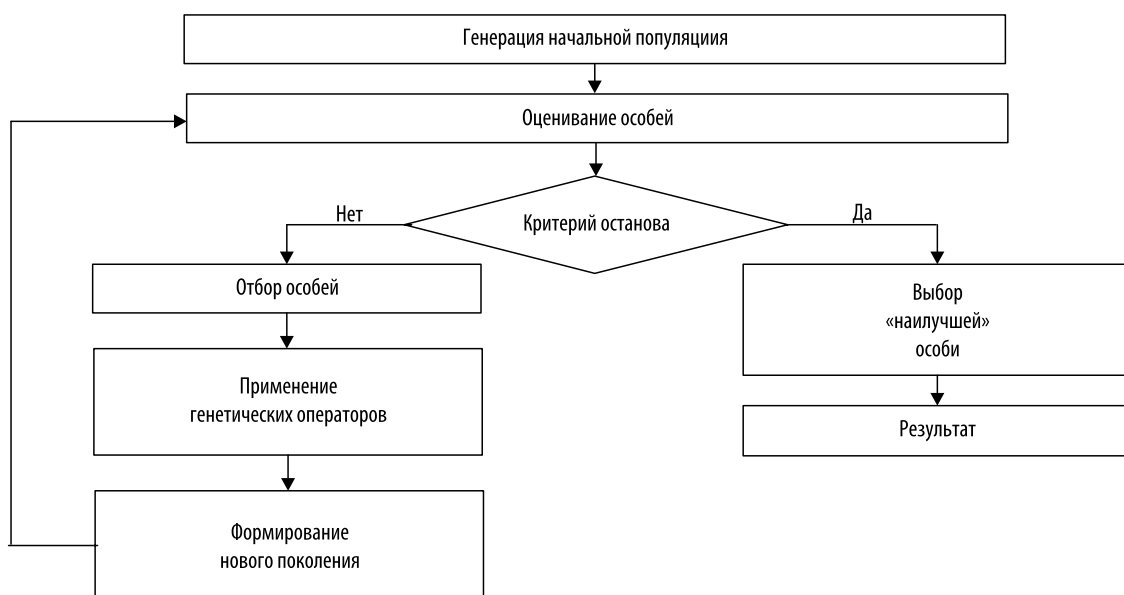 Генерация начальной популяциия
Оценивание особей
Критерий останова
Нет
Да
Отбор особей
Применение
генетических операторов
Формирование
нового поколения
Выбор
«наилучшей»
особи
Результат